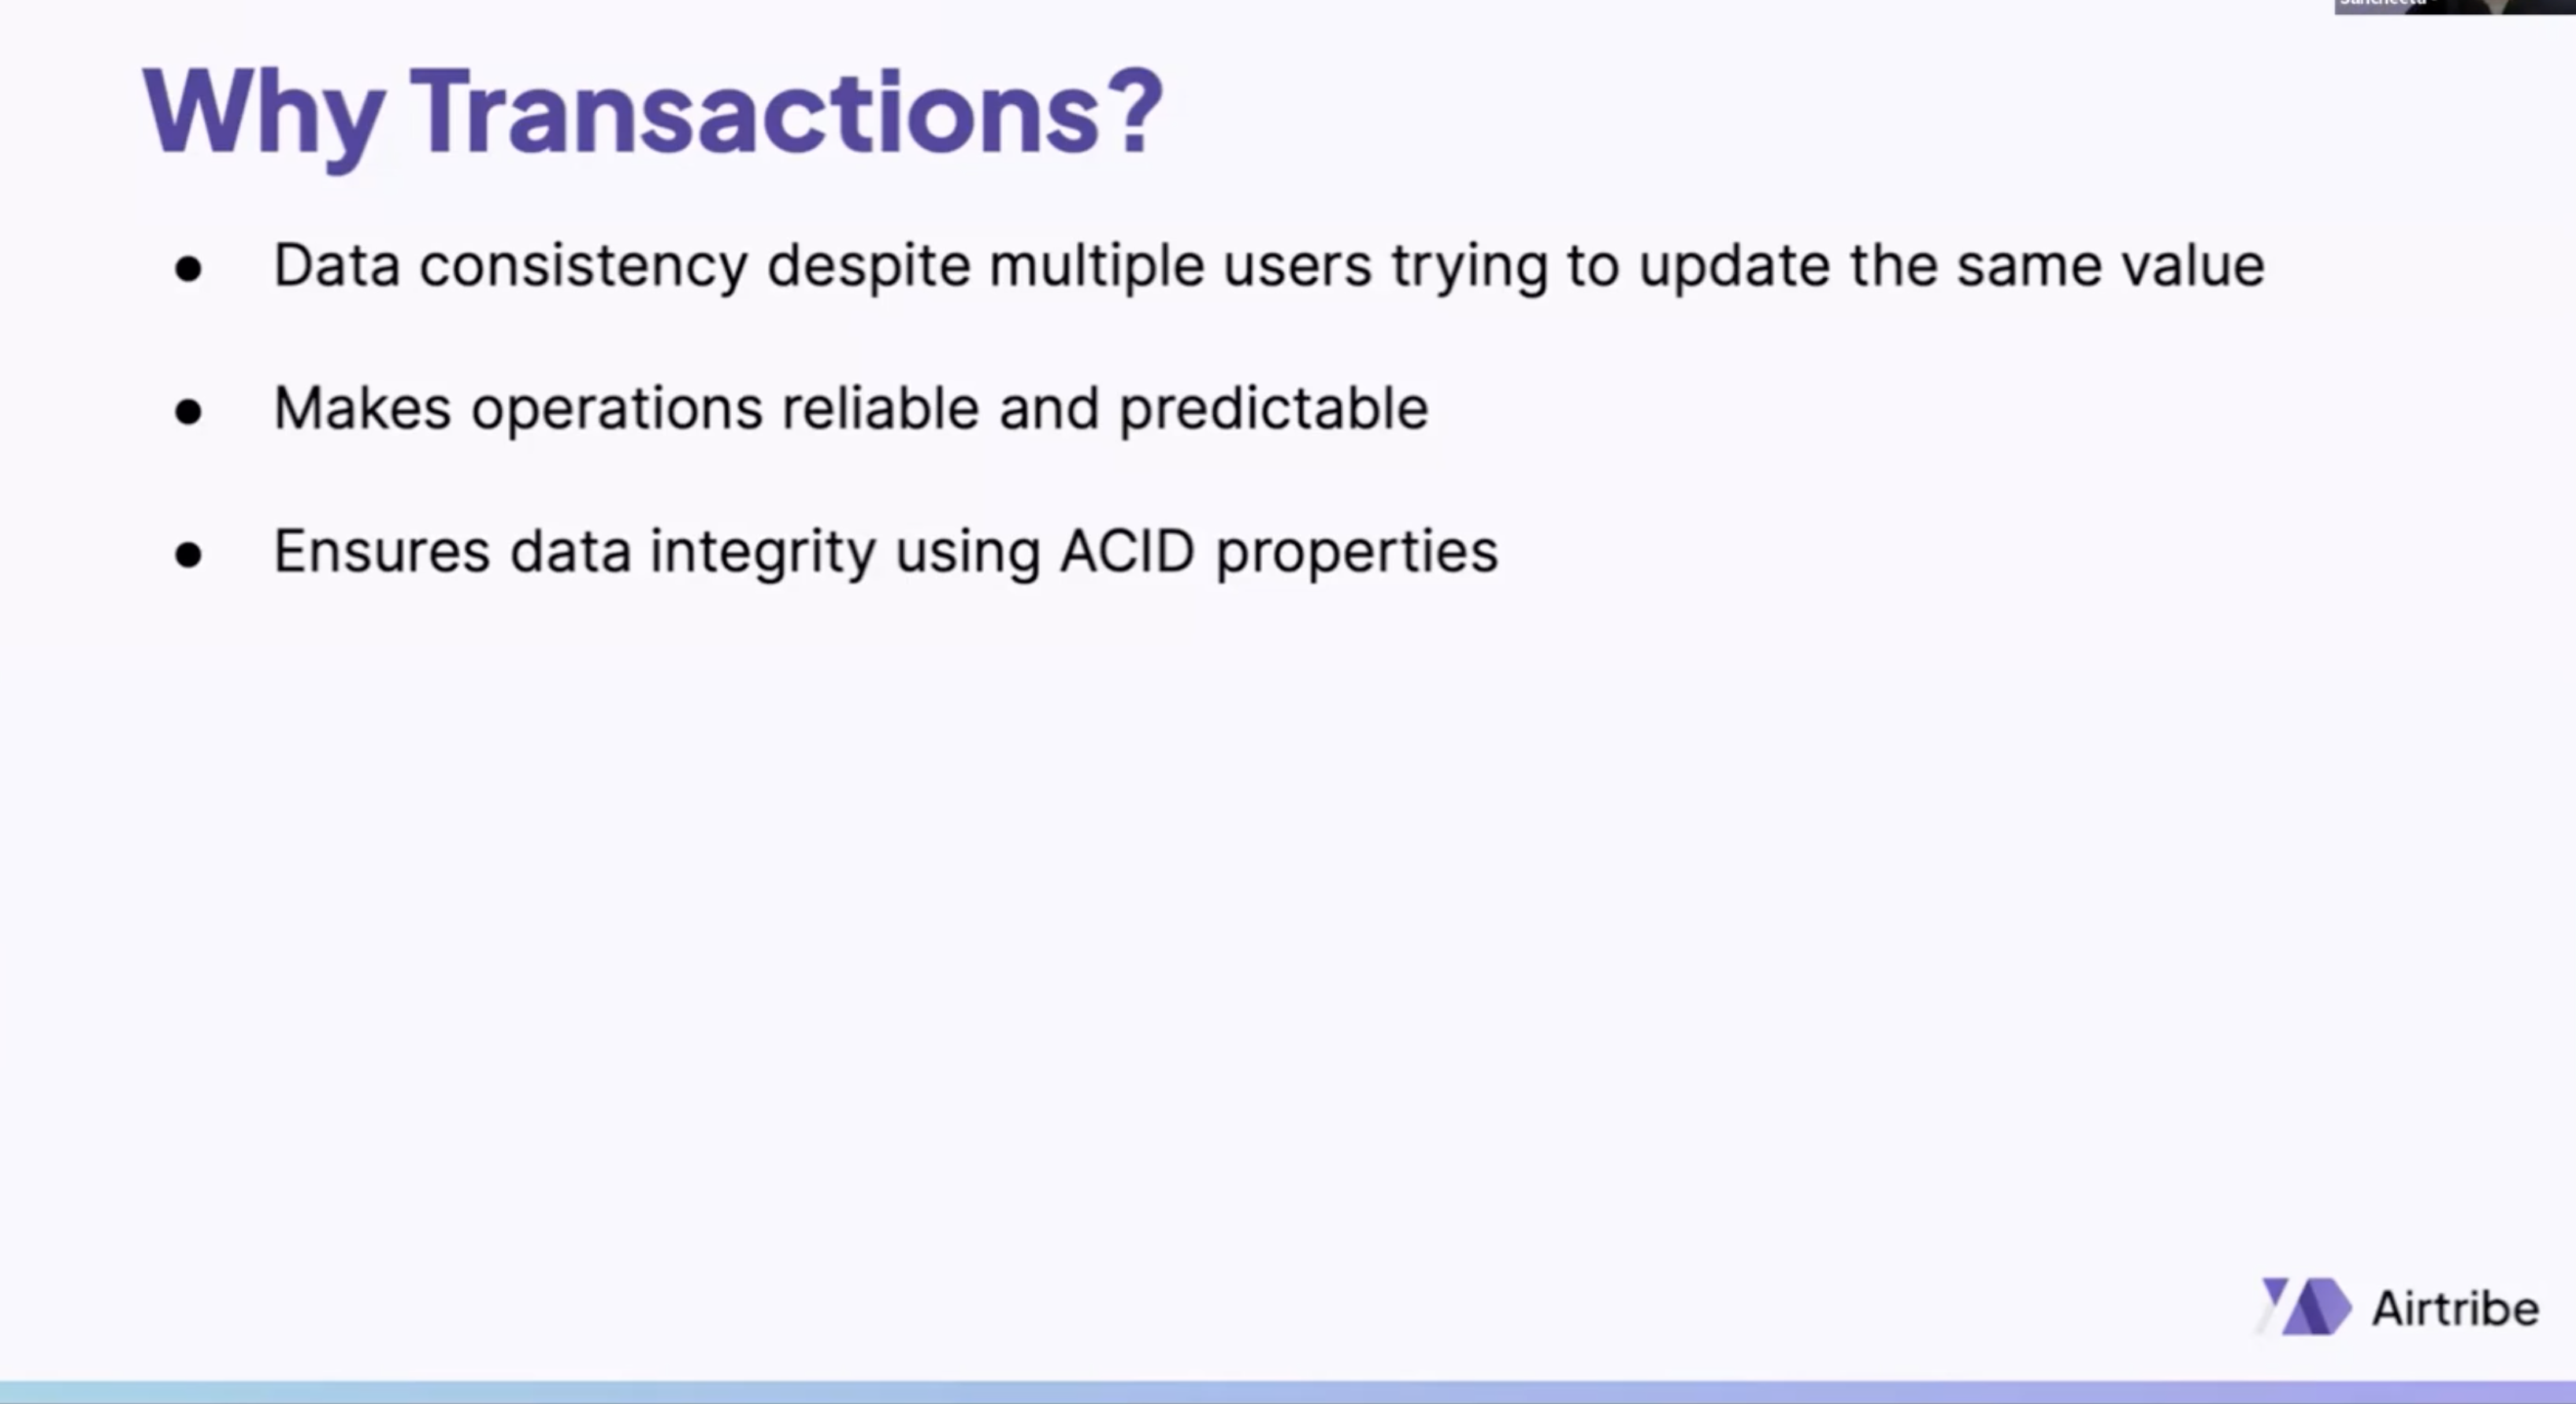 Why Transactions?
● Data consistency despite multiple users trying to update the same value
● Makes operations reliable and predictable
● Ensures data integrity using ACID properties
Airtribe